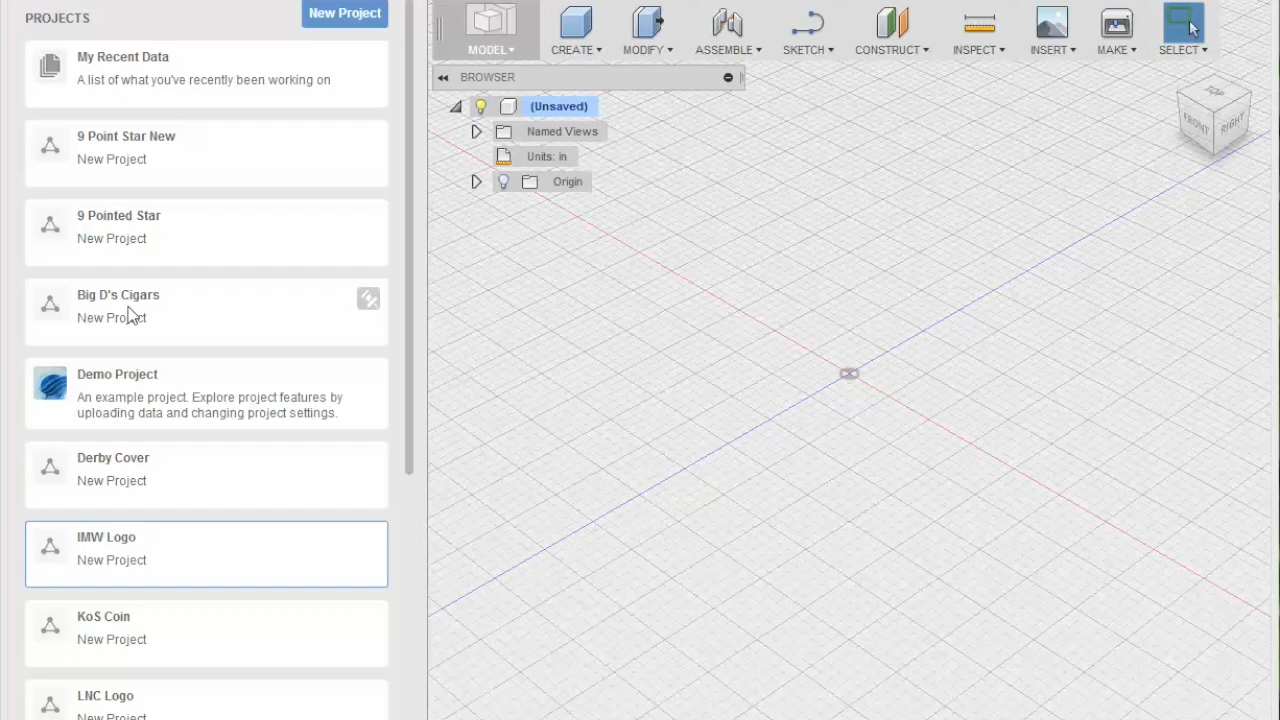 PROJECTS
New Project
My Recent Data
A list of what you've recently been working on
9 Point Star New
New Project
9 Pointed Star
New Project
Big D's Cigars
New Project
Demo Project
An example project. Explore project features by
uploading data and changing project settings.
Derby Cover
New Project
IMW Logo
New Project
KoS Coin
New Project
LNC Logo
New Project
MODEL
CREATE
MODIFY
ASSEMBLE
SKETCH
CONSTRUCT
INSPECT
INSERT
MAKE
SELECT
BROWSER
(Unsaved)
Named Views
Units: in
Origin
TOP
FRONT
RIGHT